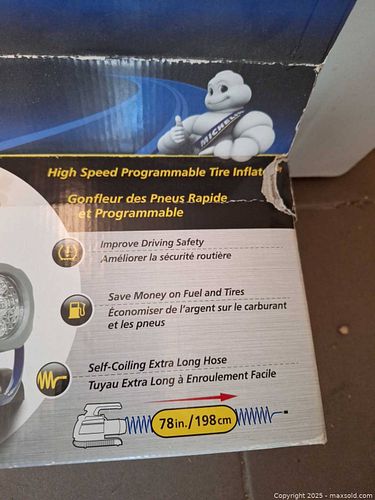 MICHELIN
High Speed Programmable Tire
Gonfleur des Pneus Rapide
et Programmable
Improve Driving Safety
Améliorer la sécurité routière
Save Money on Fuel and Tires
Économiser de l'argent sur le carburant
et les pneus
Self-Coiling Extra Long Hose
Tuyau Extra Long à Enroulement Facile
78in./198cm
Copyright © 2025 - maxsold.com